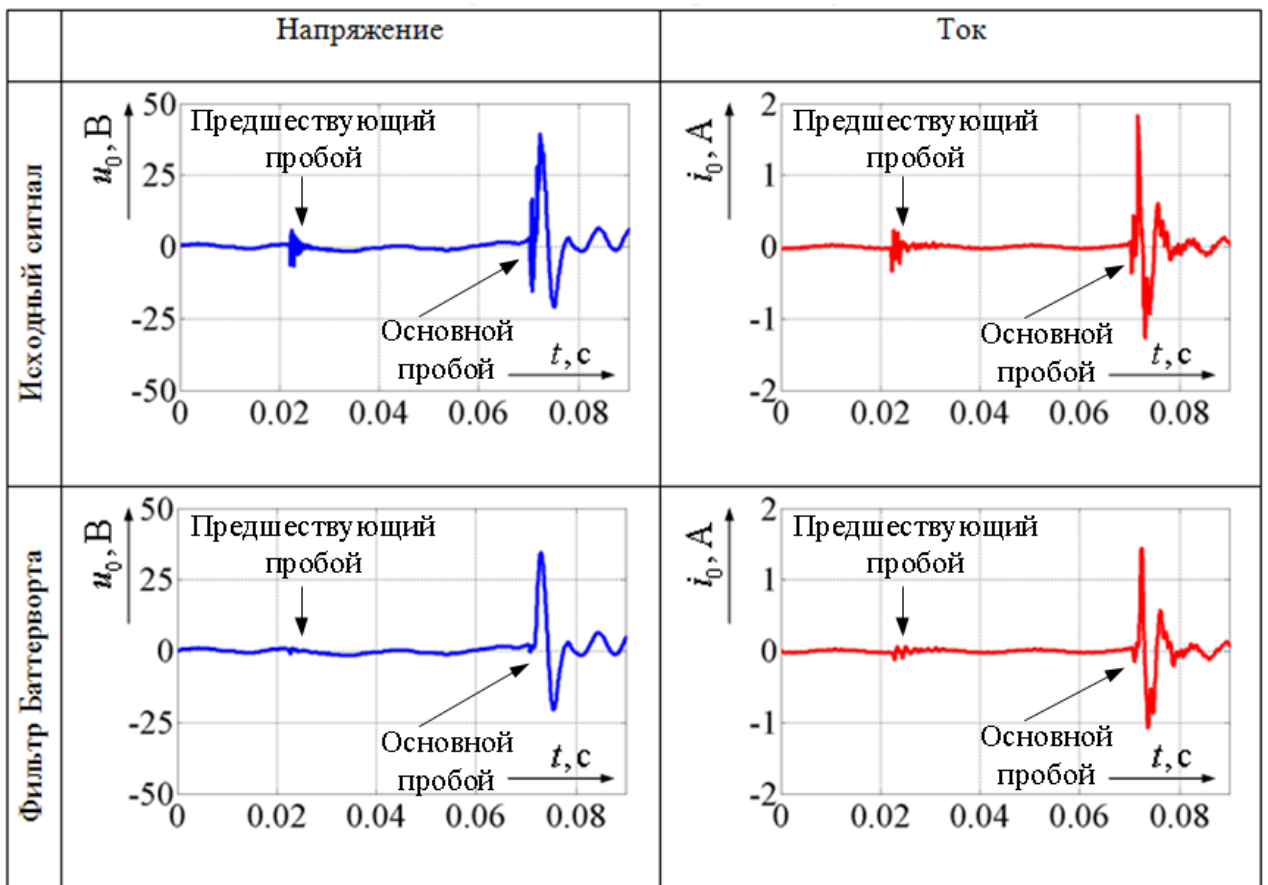 Напряжение
Ток
Исходный сигнал
u0, В
50
25
0
-25
-50
Предшествующий
пробой
Основной
пробой
t, с
0
0.02
0.04
0.06
0.08
i0, А
2
1
0
-1
-2
Предшествующий
пробой
Основной
пробой
t, с
0
0.02
0.04
0.06
0.08
Фильтр Баттерворта
u0, В
50
25
0
-25
-50
Предшествующий
пробой
Основной
пробой
t, с
0
0.02
0.04
0.06
0.08
i0, А
2
1
0
-1
-2
Предшествующий
пробой
Основной
пробой
t, с
0
0.02
0.04
0.06
0.08